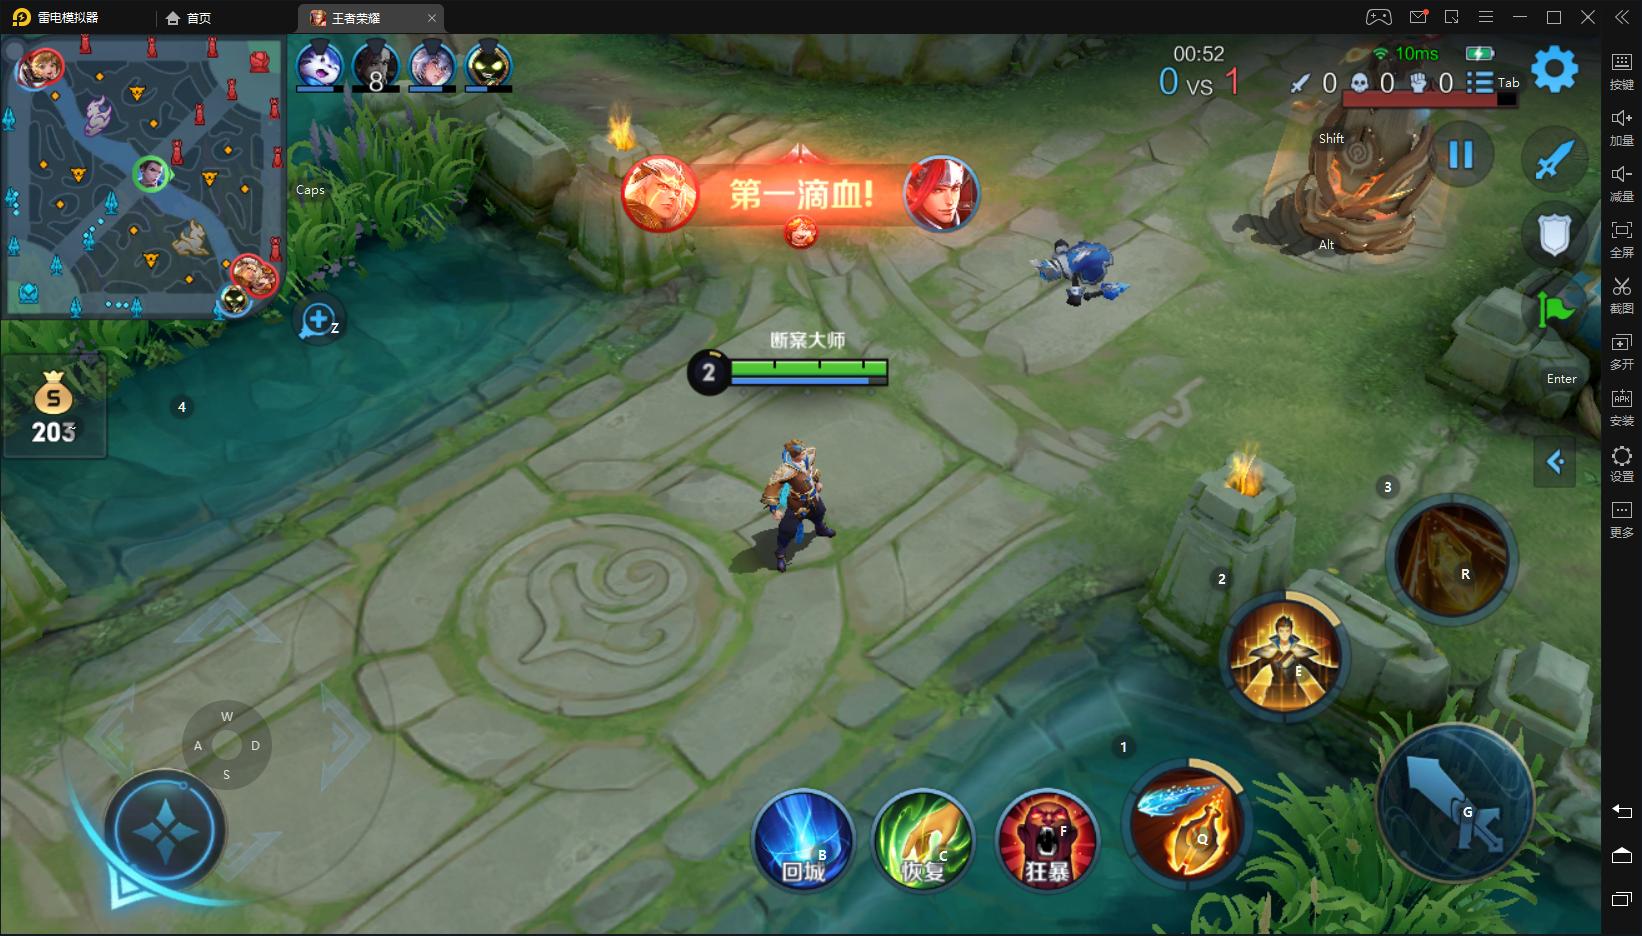 雷电模拟器
首页
王者荣耀
8
00:52
10ms
0 VS 1
0 0 0 Tab
Shift
Caps
第一滴血!
Alt
Z
断案大师
2
S
203
4
Enter
3
R
2
E
W
A D
S
1
G
B
回城
C
恢复
F
狂暴
Q
按键
加量
减量
全屏
截图
多开
APK
安装
设置
更多